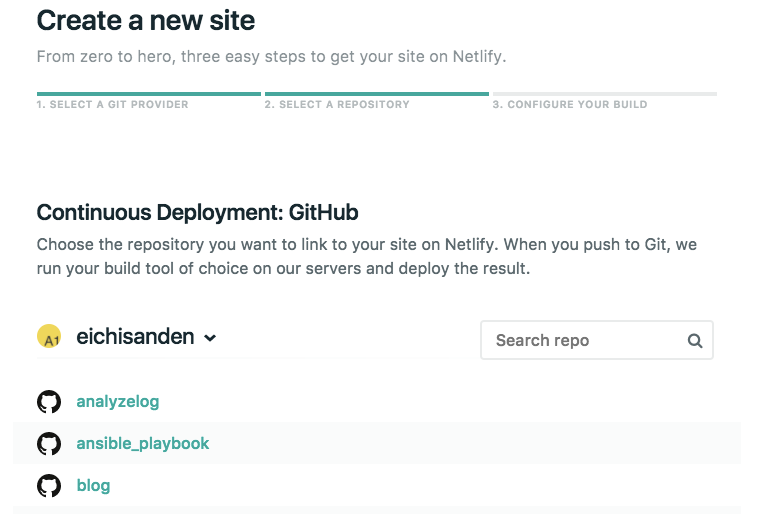 Create a new site
From zero to hero, three easy steps to get your site on Netlify.
1. SELECT A GIT PROVIDER
2. SELECT A REPOSITORY
3. CONFIGURE YOUR BUILD
Continuous Deployment: GitHub
Choose the repository you want to link to your site on Netlify. When you push to Git, we
run your build tool of choice on our servers and deploy the result.
A1
eichisanden
Search repo
analyzelog
ansible_playbook
blog